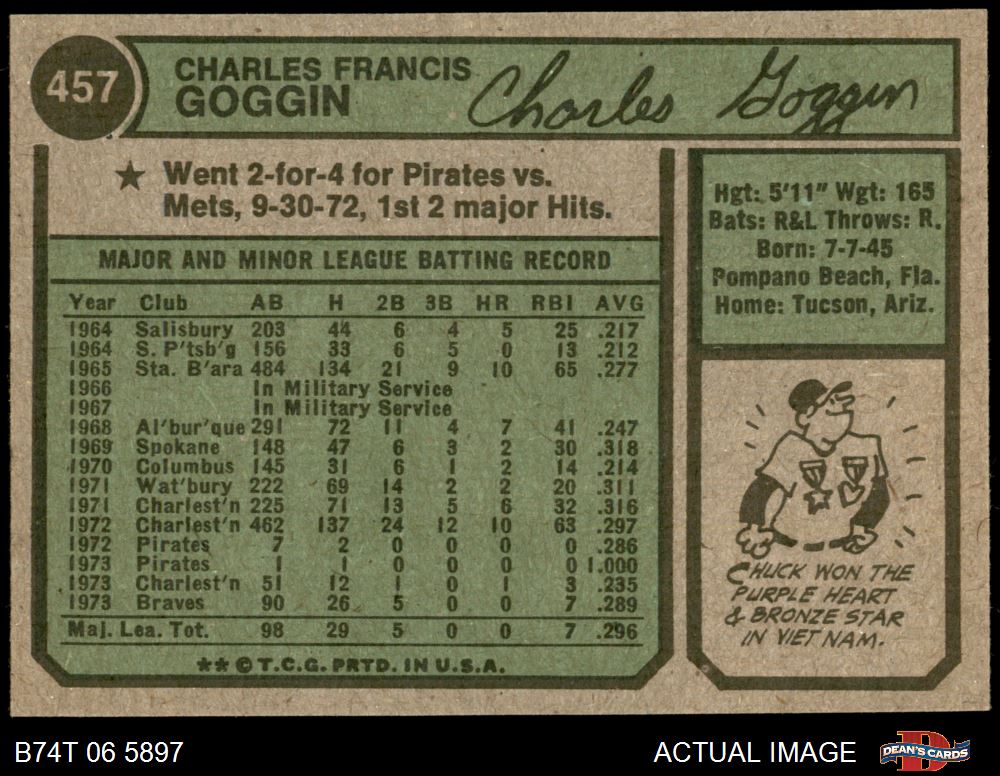 457
CHARLES FRANCIS
GOGGIN
Charles Goggin
★ Went 2-for-4 for Pirates vs.
Mets, 9-30-72, 1st 2 major Hits.
MAJOR AND MINOR LEAGUE BATTING RECORD
Year Club AB H 2B 3B HR RBI AVG
1964 Salisbury 203 44 6 4 5 25 .217
1964 S. P'tsb'g 156 33 6 5 0 13 .212
1965 Sta. B'ara 484 134 21 9 10 65 .277
1966 In Military Service
1967 In Military Service
1968 Al'bur'que 291 72 11 4 7 41 .247
1969 Spokane 148 47 6 3 2 30 .318
1970 Columbus 145 31 6 1 2 14 .214
1971 Wat'bury 222 69 14 2 2 20 .311
1971 Charlest'n 225 71 13 5 6 32 .316
1972 Charlest'n 462 137 24 12 10 63 .297
1972 Pirates 7 2 0 0 0 0 .286
1973 Pirates 1 1 0 0 0 0 1.000
1973 Charlest'n 51 12 1 0 1 3 .235
1973 Braves 90 26 5 0 0 7 .289
Maj. Lea. Tot. 98 29 5 0 0 7 .296
★★ © T.C.G. PRTD. IN U.S.A.
Hgt: 5'11" Wgt: 165
Bats: R&L Throws: R.
Born: 7-7-45
Pompano Beach, Fla.
Home: Tucson, Ariz.
CHUCK WON THE
PURPLE HEART
& BRONZE STAR
IN VIET NAM.
B74T 06 5897
ACTUAL IMAGE
DEAN'S CARDS